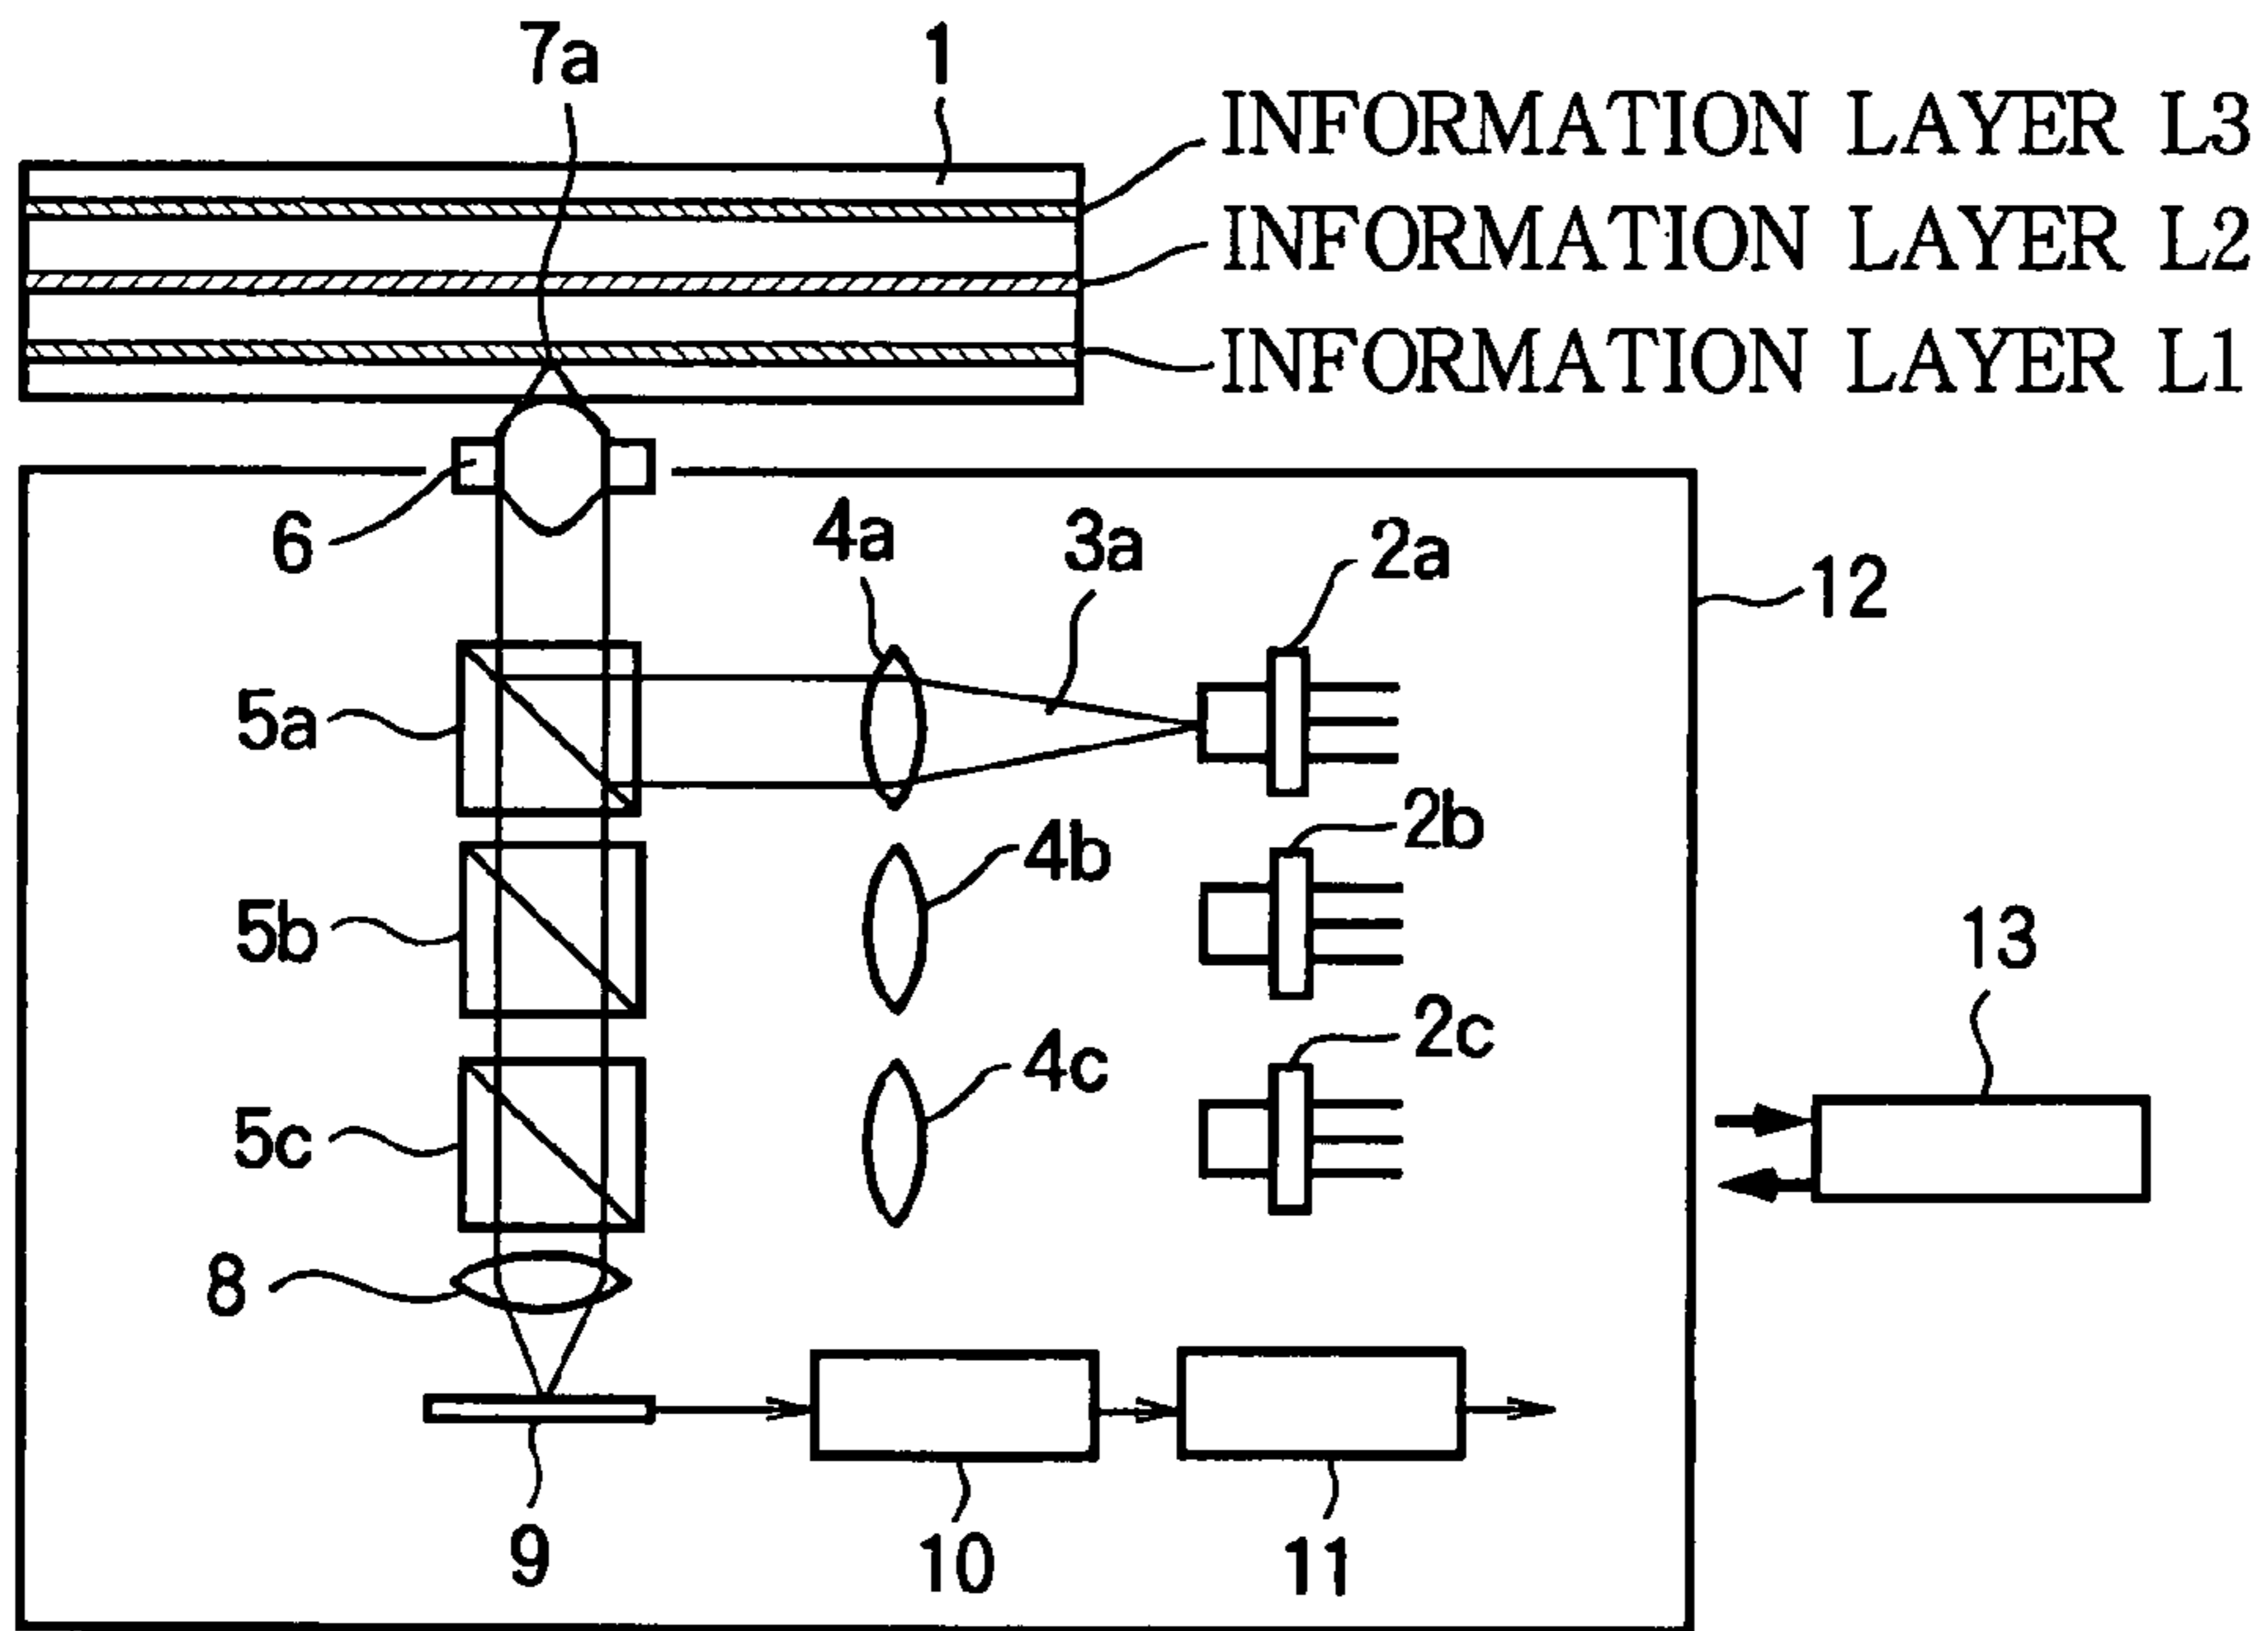 7a
1
INFORMATION LAYER L3
INFORMATION LAYER L2
INFORMATION LAYER L1
6
4a
3a
2a
12
5a
2b
4b
5b
13
2c
4c
5c
8
9
10
11